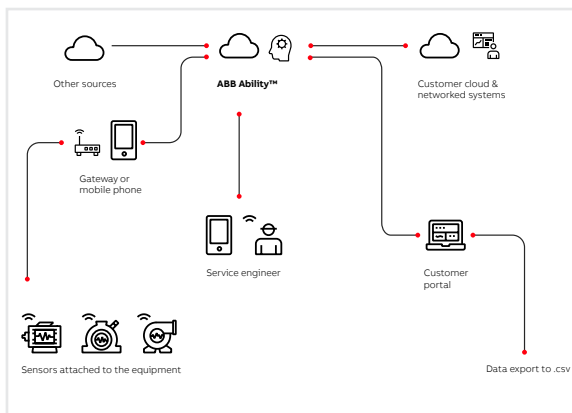 Other sources
ABB Ability™
Customer cloud &
networked systems
Gateway or
mobile phone
Service engineer
Customer
portal
Sensors attached to the equipment
Data export to .csv